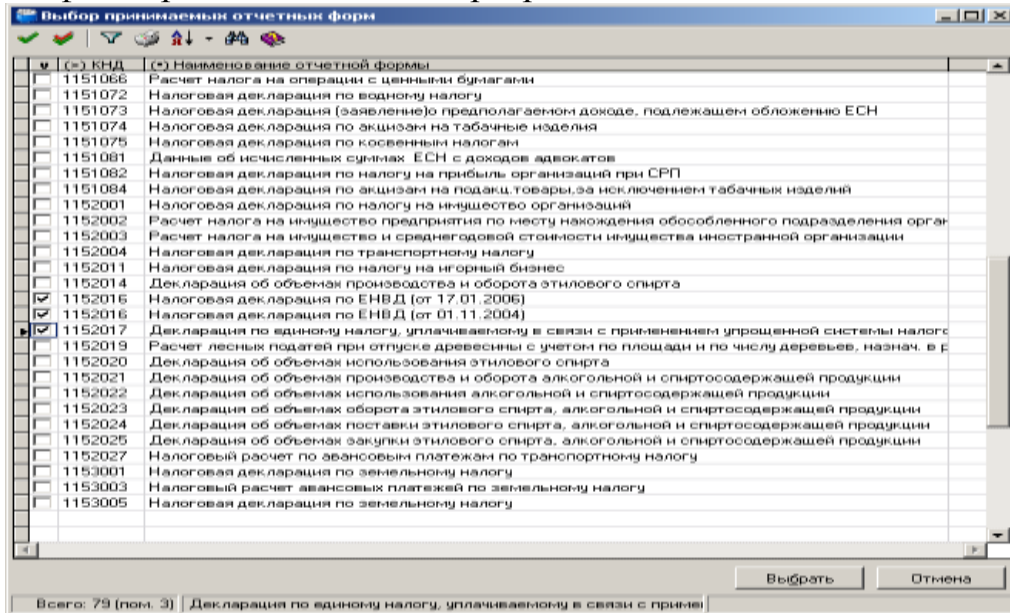 Выбор принимаемых отчетных форм
v (=) КНД (*) Наименование отчетной формы
1151066 Расчет налога на операции с ценными бумагами
1151072 Налоговая декларация по водному налогу
1151073 Налоговая декларация (заявление)о предполагаемом доходе, подлежащем обложению ЕСН
1151074 Налоговая декларация по акцизам на табачные изделия
1151075 Налоговая декларация по косвенным налогам
1151081 Данные об исчисленных суммах ЕСН с доходов адвокатов
1151082 Налоговая декларация по налогу на прибыль организаций при СРП
1151084 Налоговая декларация по акцизам на подакц.товары,за исключением табачных изделий
1152001 Налоговая декларация по налогу на имущество организаций
1152002 Расчет налога на имущество предприятия по месту нахождения обособленного подразделения орган
1152003 Расчет налога на имущество и среднегодовой стоимости имущества иностранной организации
1152004 Налоговая декларация по транспортному налогу
1152011 Налоговая декларация по налогу на игорный бизнес
1152014 Декларация об объемах производства и оборота этилового спирта
1152016 Налоговая декларация по ЕНВД (от 17.01.2006)
1152016 Налоговая декларация по ЕНВД (от 01.11.2004)
1152017 Декларация по единому налогу, уплачиваемому в связи с применением упрощенной системы налого
1152019 Расчет лесных податей при отпуске древесины с учетом по площади и по числу деревьев, назнач. в р
1152020 Декларация об объемах использования этилового спирта
1152021 Декларация об объемах производства и оборота алкогольной и спиртосодержащей продукции
1152022 Декларация об объемах использования алкогольной и спиртосодержащей продукции
1152023 Декларация об объемах оборота этилового спирта, алкогольной и спиртосодержащей продукции
1152024 Декларация об объемах поставки этилового спирта, алкогольной и спиртосодержащей продукции
1152025 Декларация об объемах закупки этилового спирта, алкогольной и спиртосодержащей продукции
1152027 Налоговый расчет по авансовым платежам по транспортному налогу
1153001 Налоговая декларация по земельному налогу
1153003 Налоговый расчет авансовых платежей по земельному налогу
1153005 Налоговая декларация по земельному налогу
Выбрать Отмена
Всего: 79 (пом. 3) Декларация по единому налогу, уплачиваемому в связи с приме